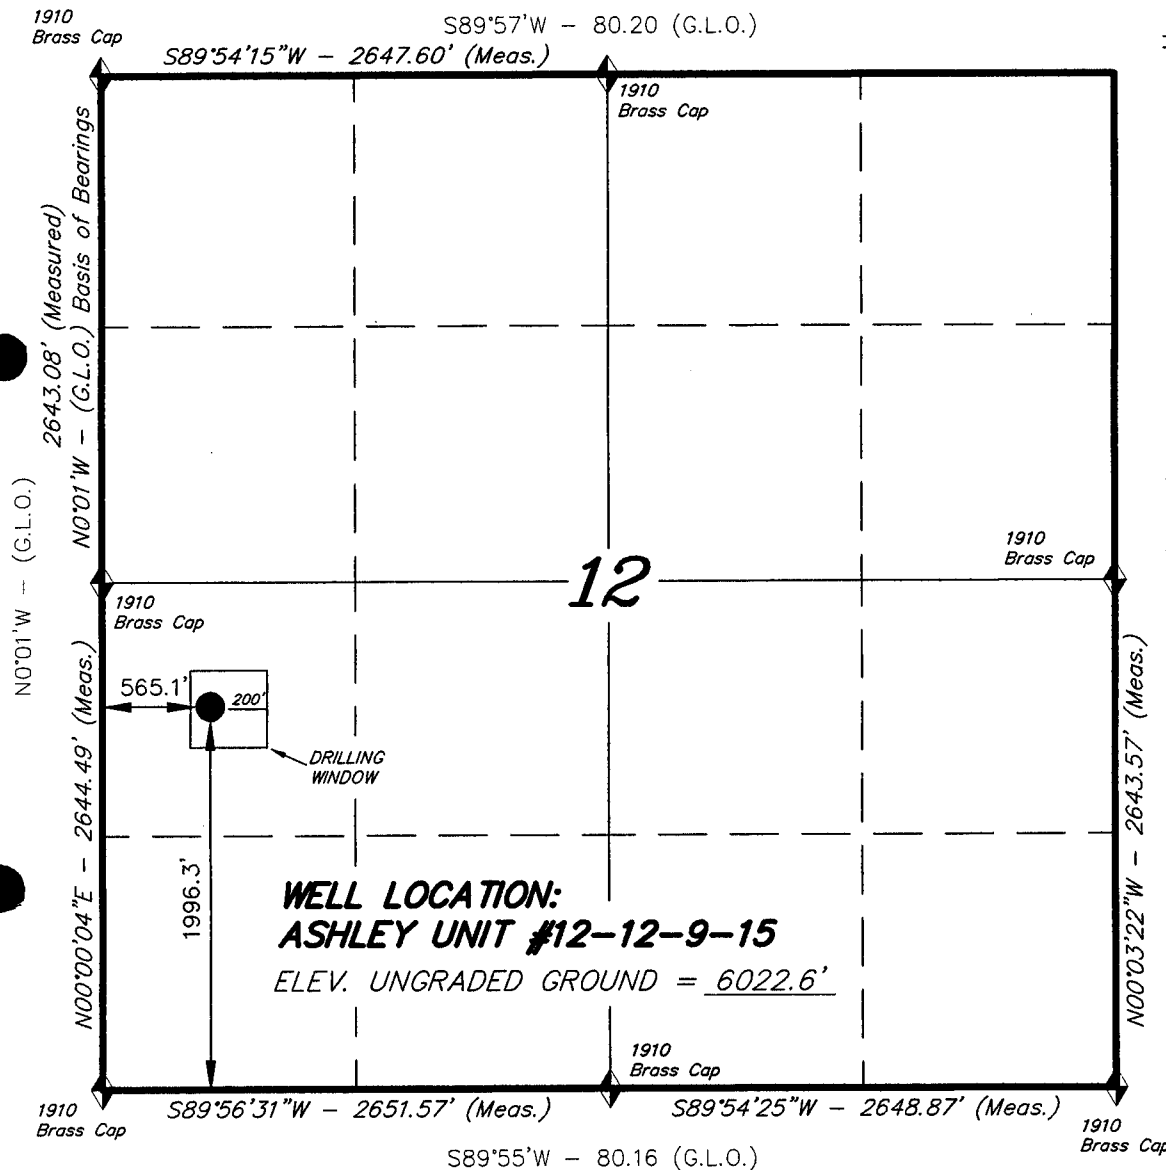 1910
Brass Cap
S89°57'W – 80.20 (G.L.O.)
S89°54'15"W – 2647.60' (Meas.)
1910
Brass Cap
2643.08' (Measured)
N0°01'W – (G.L.O.) Basis of Bearings
N0°01'W – (G.L.O.)
1910
Brass Cap
12
1910
Brass Cap
565.1'
200'
DRILLING
WINDOW
N00°00'04"E – 2644.49' (Meas.)
1996.3'
N00°03'22"W – 2643.57' (Meas.)
WELL LOCATION:
ASHLEY UNIT #12–12–9–15
ELEV. UNGRADED GROUND = 6022.6'
1910
Brass Cap
1910
Brass Cap
S89°56'31"W – 2651.57' (Meas.)
S89°54'25"W – 2648.87' (Meas.)
1910
Brass Cap
S89°55'W – 80.16 (G.L.O.)